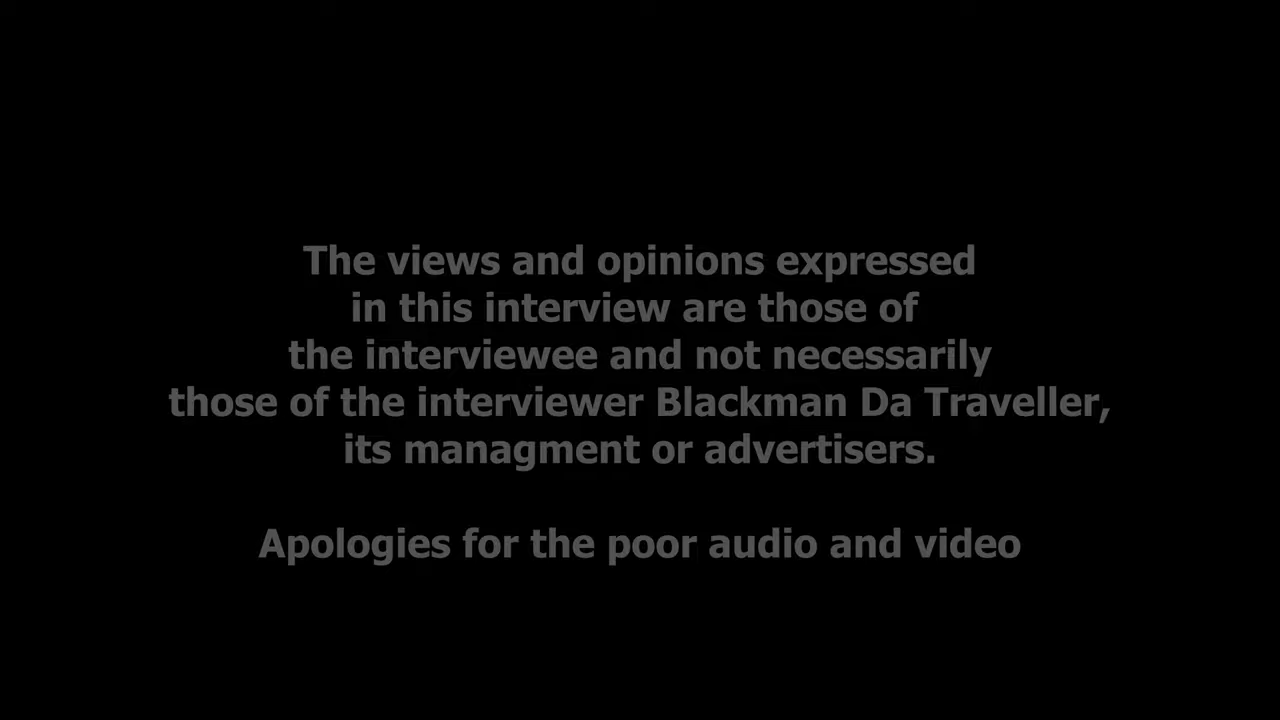 The views and opinions expressed
in this interview are those of
the interviewee and not necessarily
those of the interviewer Blackman Da Traveller,
its managment or advertisers.
Apologies for the poor audio and video